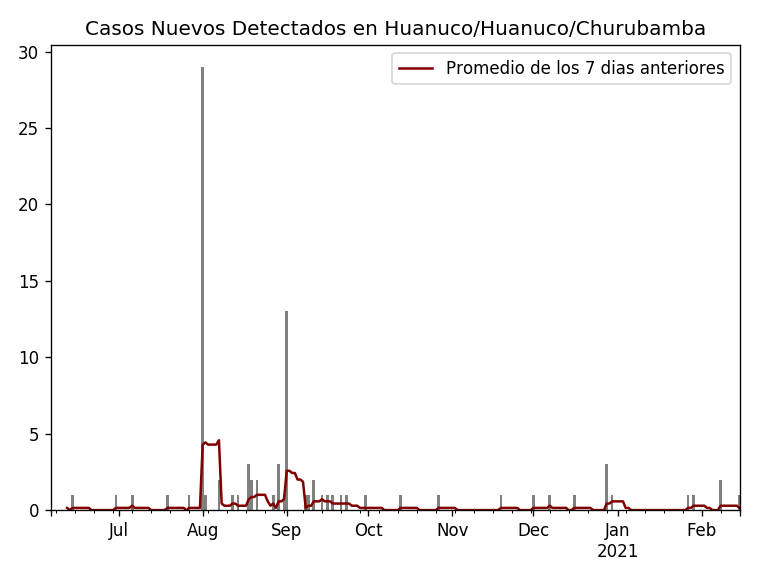 Casos Nuevos Detectados en Huanuco/Huanuco/Churubamba
Promedio de los 7 dias anteriores
30
25
20
15
10
5
0
Jul Aug Sep Oct Nov Dec Jan Feb
2021